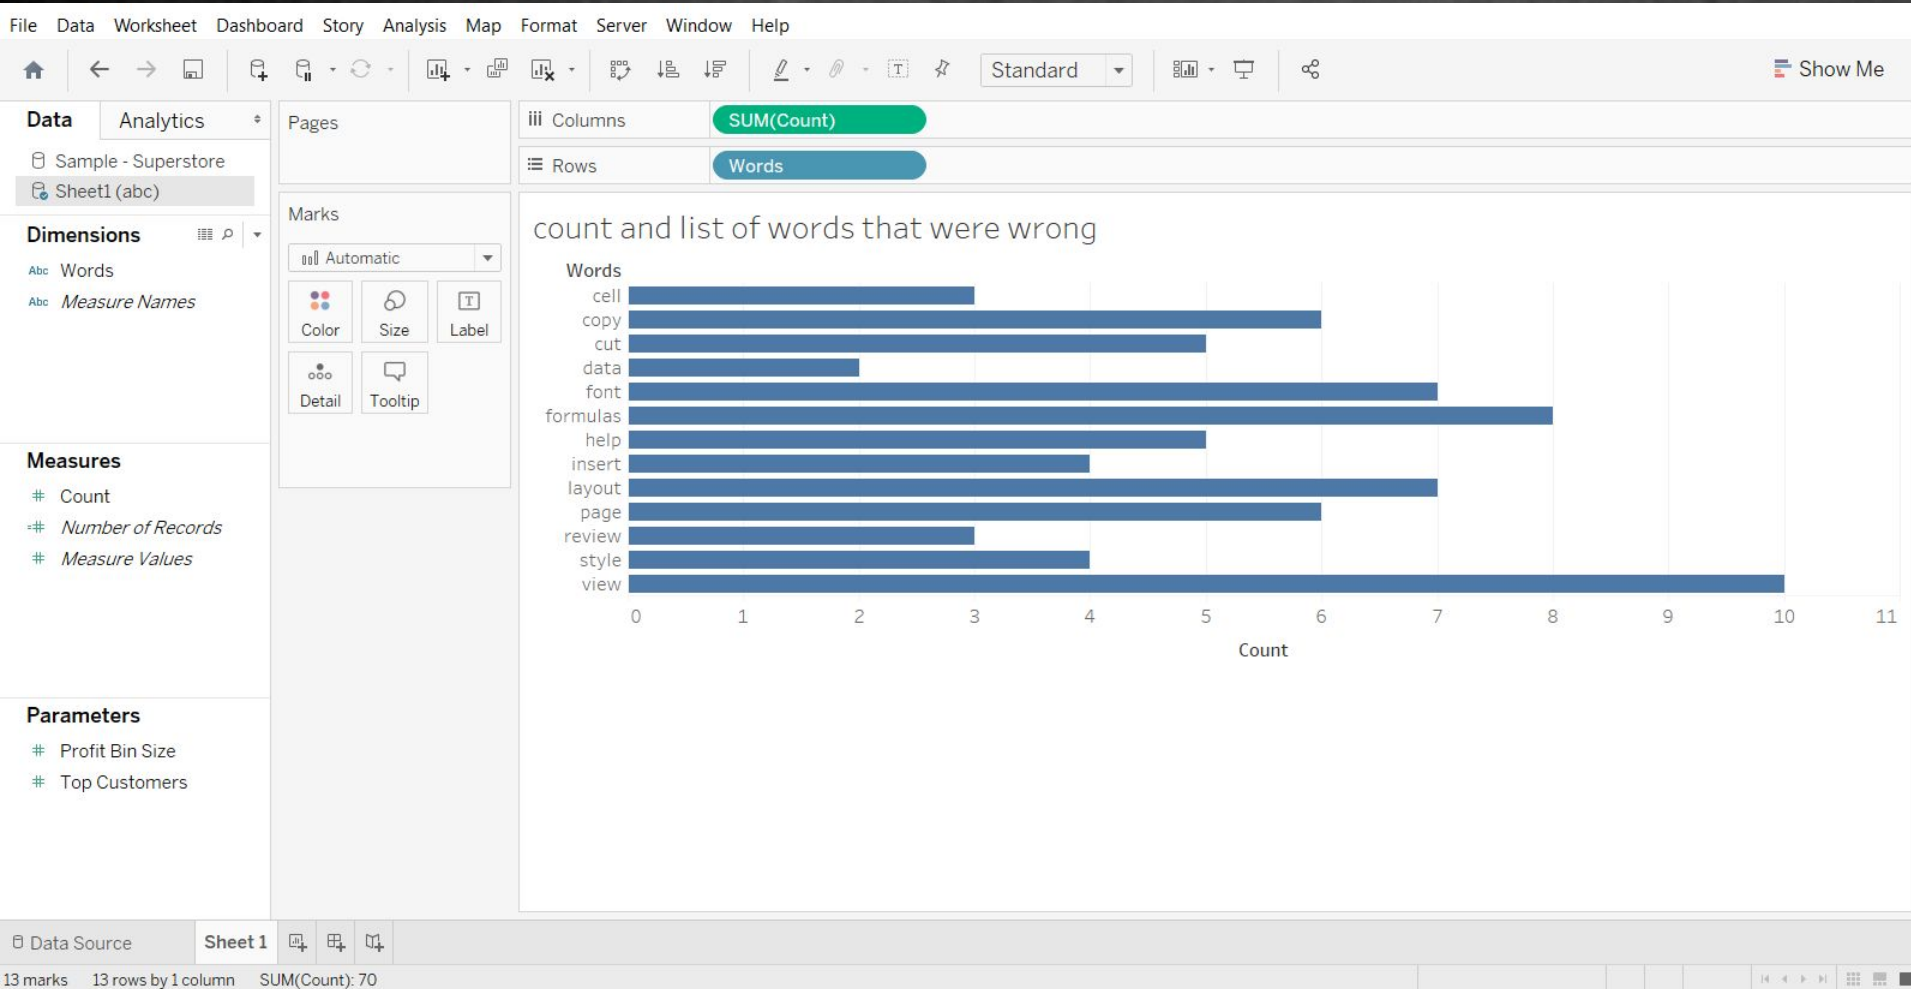 File Data Worksheet Dashboard Story Analysis Map Format Server Window Help
Standard
Show Me
Data Analytics
Sample - Superstore
Sheet1 (abc)
Dimensions
Abc Words
Abc Measure Names
Measures
# Count
=# Number of Records
# Measure Values
Parameters
# Profit Bin Size
# Top Customers
Pages
Marks
Automatic
Color Size T Label
Detail Tooltip
iii Columns SUM(Count)
Rows Words
count and list of words that were wrong
Words
cell
copy
cut
data
font
formulas
help
insert
layout
page
review
style
view
0 1 2 3 4 5 6 7 8 9 10 11
Count
Data Source Sheet 1
13 marks 13 rows by 1 column SUM(Count): 70